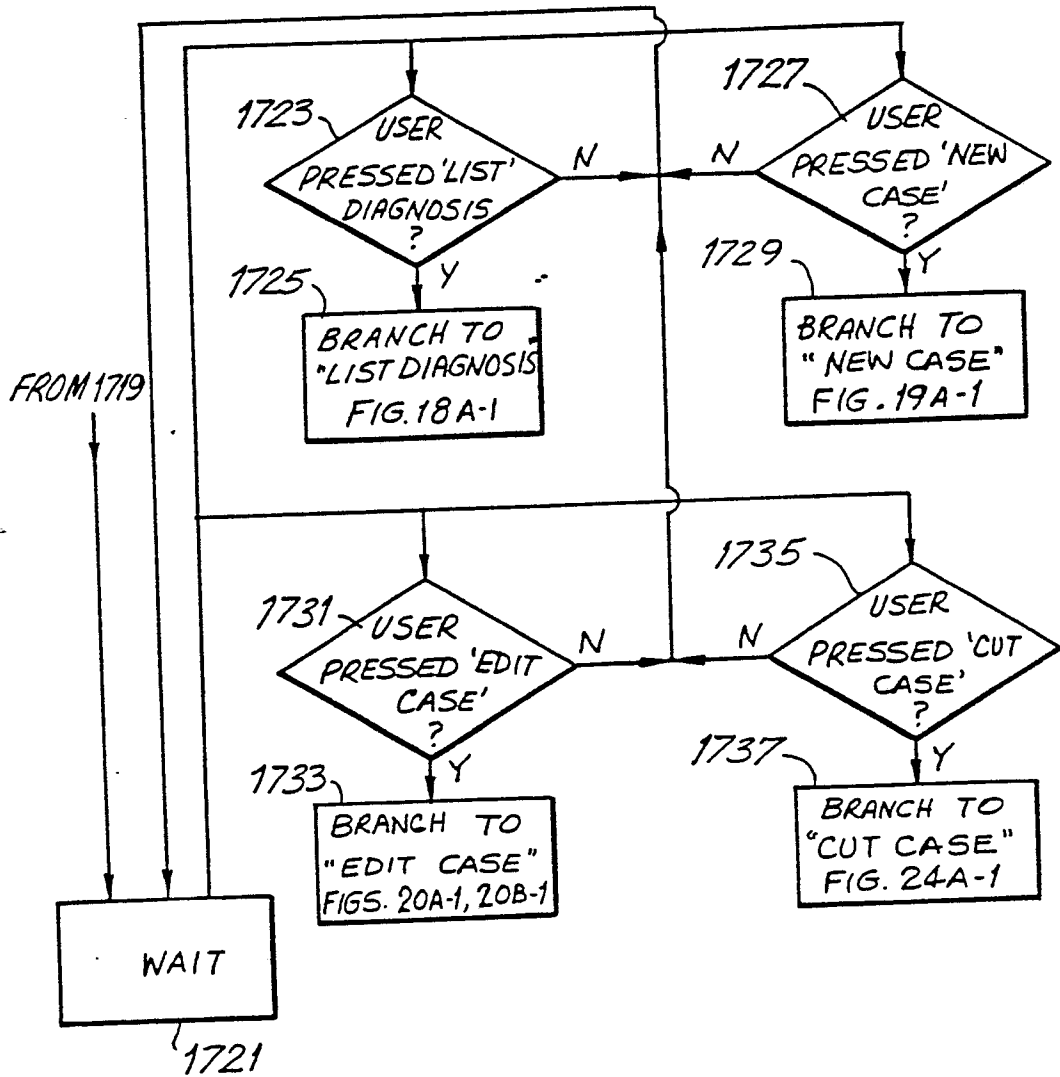 1723
USER
PRESSED 'LIST'
DIAGNOSIS
?
N
Y
1727
USER
PRESSED 'NEW
CASE'
?
N
Y
1725
BRANCH TO
"LIST DIAGNOSIS"
FIG. 18A-1
1729
BRANCH TO
"NEW CASE"
FIG. 19A-1
FROM 1719
1731
USER
PRESSED 'EDIT
CASE'
?
N
Y
1735
USER
PRESSED 'CUT
CASE'
?
N
Y
1733
BRANCH TO
"EDIT CASE"
FIGS. 20A-1, 20B-1
1737
BRANCH TO
"CUT CASE"
FIG. 24A-1
WAIT
1721